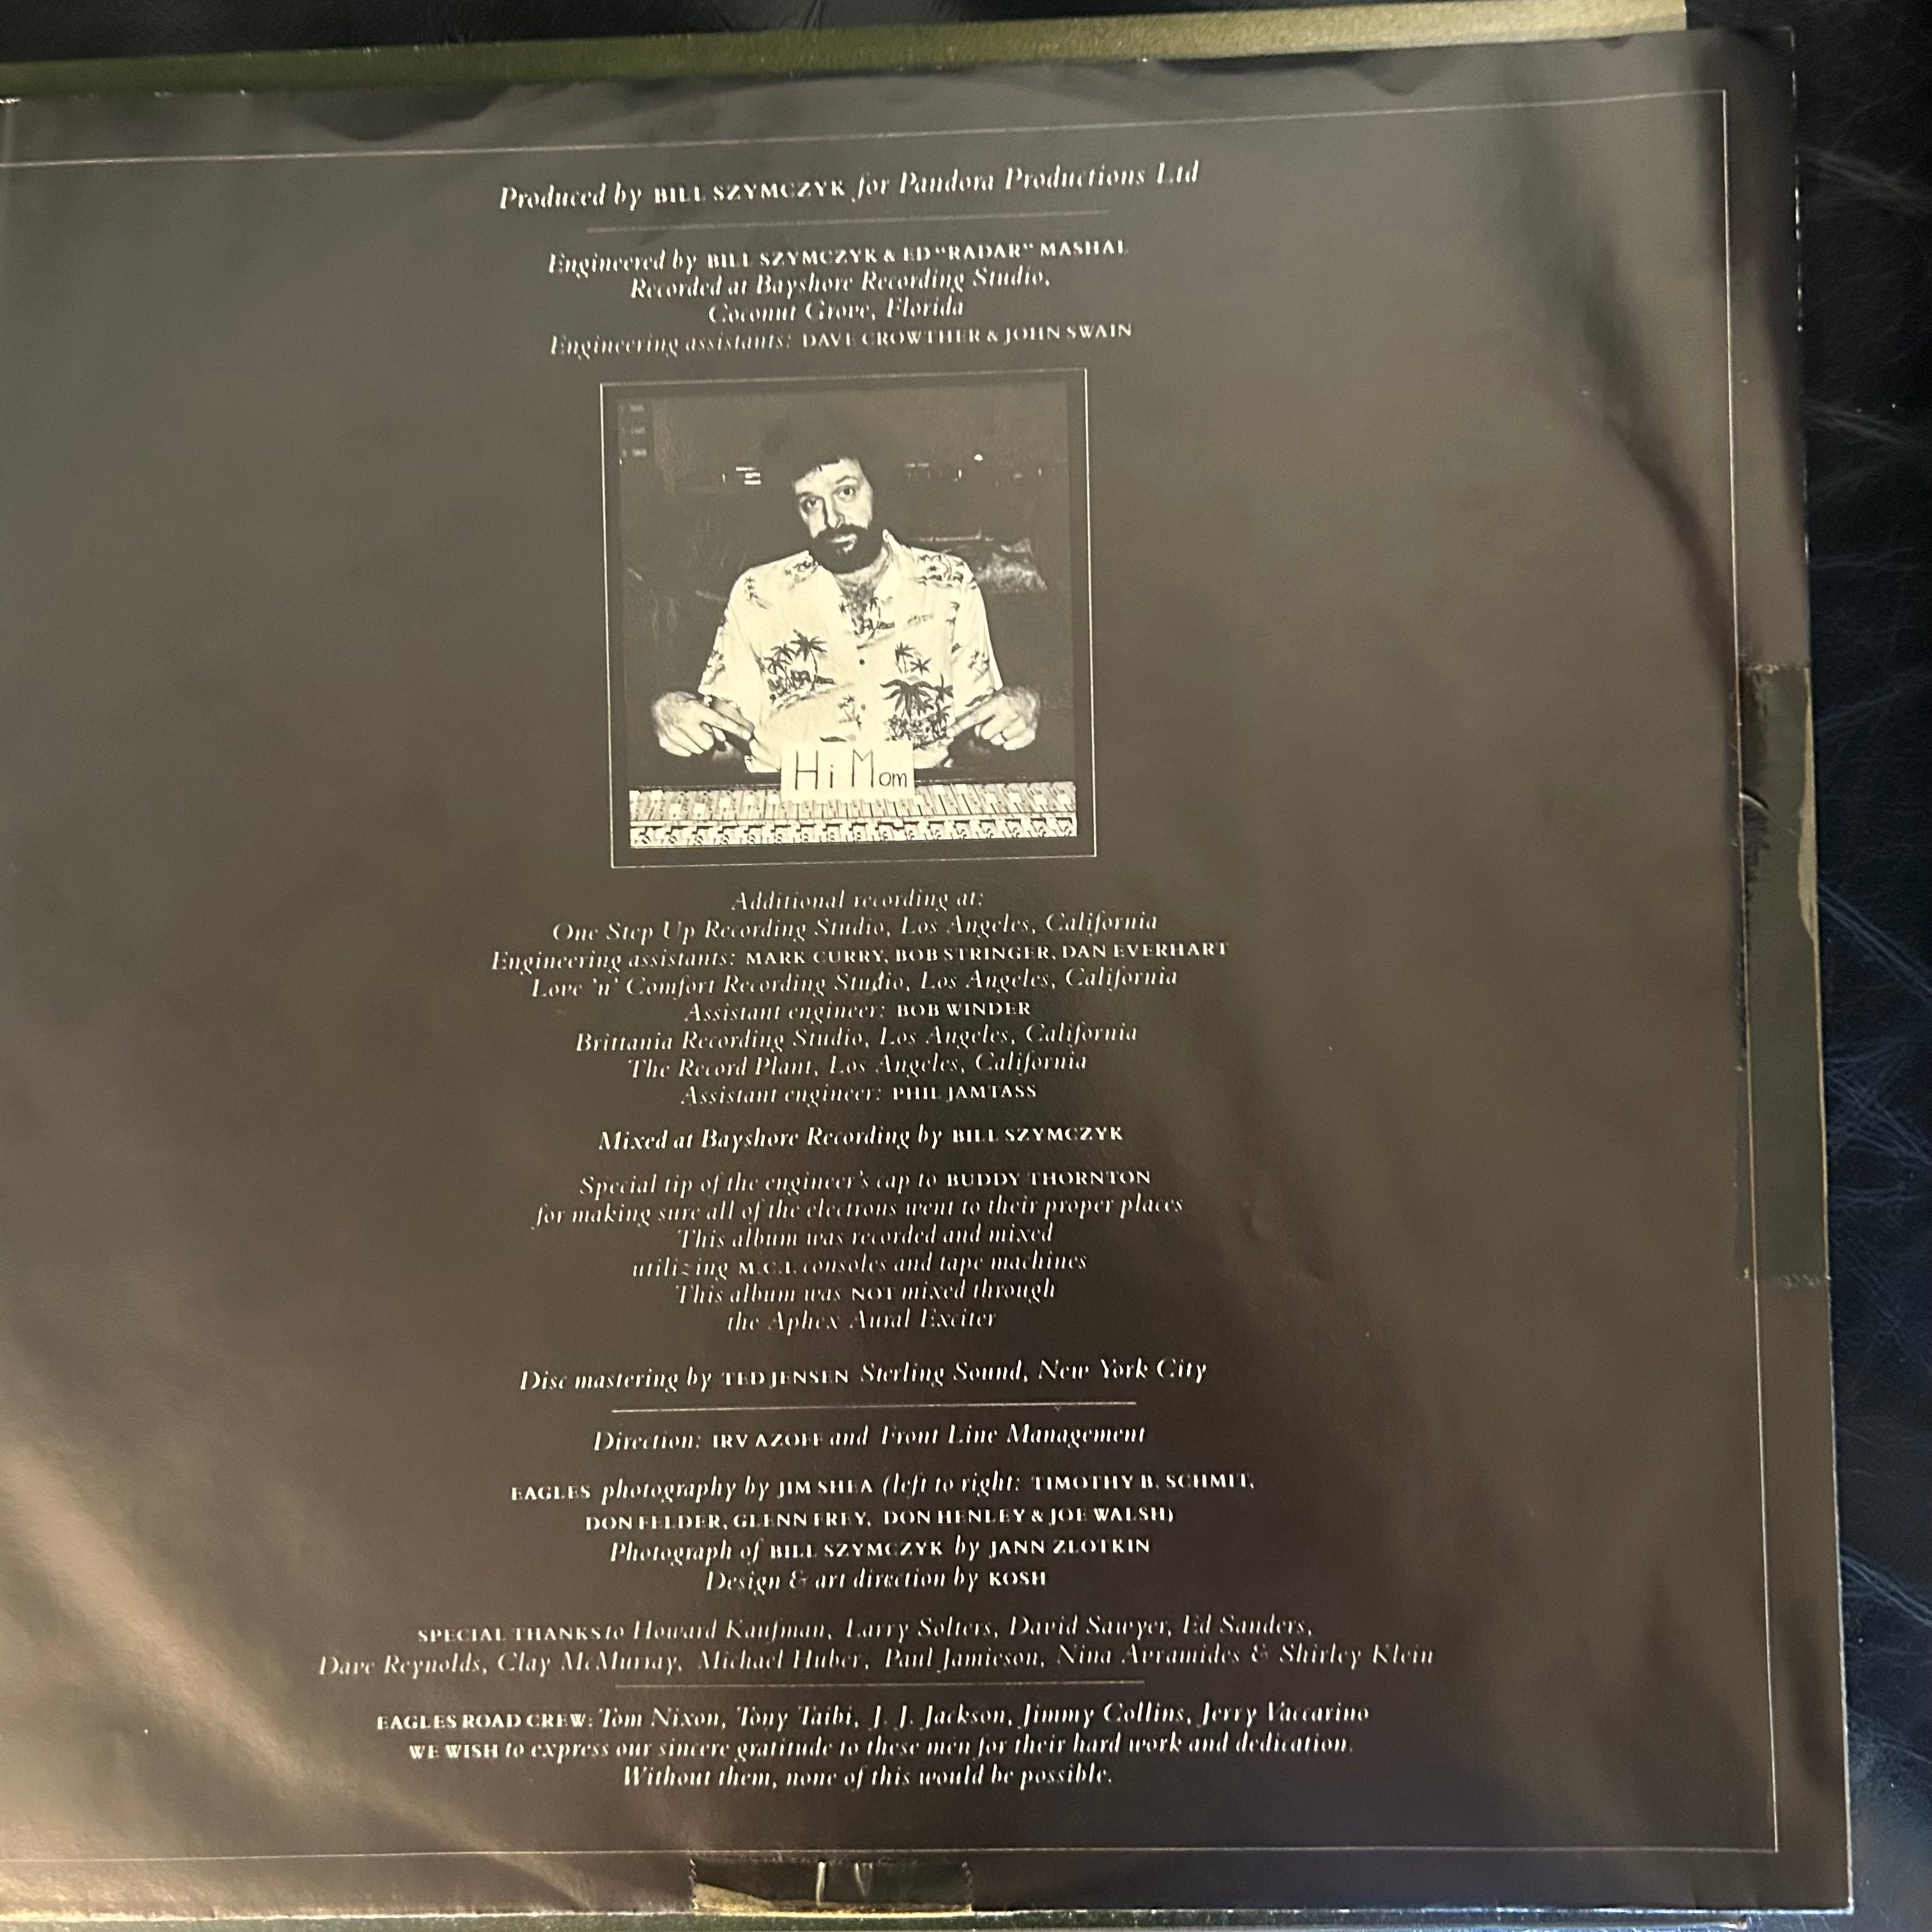 Produced by BILL SZYMCZYK for Pandora Productions Ltd
Engineered by BILL SZYMCZYK & ED "RADAR" MASHAL
Recorded at Bayshore Recording Studio,
Coconut Grove, Florida
Engineering assistants: DAVE CROWTHER & JOHN SWAIN
Hi Mom
Additional recording at:
One Step Up Recording Studio, Los Angeles, California
Engineering assistants: MARK CURRY, BOB STRINGER, DAN EVERHART
Love 'n' Comfort Recording Studio, Los Angeles, California
Assistant engineer: BOB WINDER
Brittania Recording Studio, Los Angeles, California
The Record Plant, Los Angeles, California
Assistant engineer: PHIL JAMTASS
Mixed at Bayshore Recording by BILL SZYMCZYK
Special tip of the engineer's cap to BUDDY THORNTON
for making sure all of the electrons went to their proper places
This album was recorded and mixed
utilizing M.C.I. consoles and tape machines
This album was NOT mixed through
the Aphex Aural Exciter
Disc mastering by TED JENSEN Sterling Sound, New York City
Direction: IRV AZOFF and Front Line Management
EAGLES photography by JIM SHEA (left to right: TIMOTHY B. SCHMIT,
DON FELDER, GLENN FREY, DON HENLEY & JOE WALSH)
Photograph of BILL SZYMCZYK by JANN ZLOTKIN
Design & art direction by KOSH
SPECIAL THANKS to Howard Kaufman, Larry Solters, David Sawyer, Ed Sanders,
Dave Reynolds, Clay McMurray, Michael Huber, Paul Jamieson, Nina Avramides & Shirley Klein
EAGLES ROAD CREW: Tom Nixon, Tony Taibi, J. J. Jackson, Jimmy Collins, Jerry Vaccarino
WE WISH to express our sincere gratitude to these men for their hard work and dedication.
Without them, none of this would be possible.